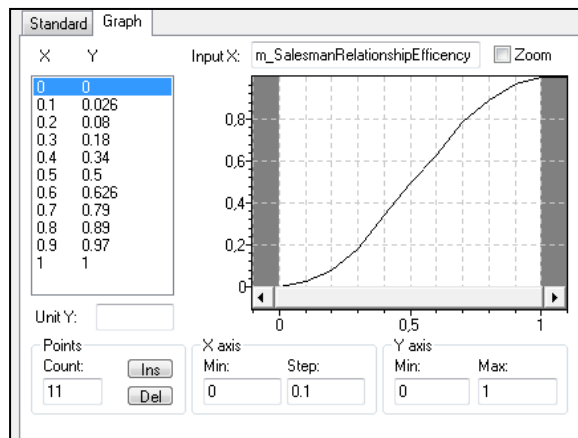 Standard Graph
X Y Input X: m_SalesmanRelationshipEfficency Zoom
0 0
0.1 0.026
0.2 0.08
0.3 0.18
0.4 0.34
0.5 0.5
0.6 0.626
0.7 0.79
0.8 0.89
0.9 0.97
1 1
0,8
0,6
0,4
0,2
0
0 0,5 1
Unit Y:
Points
Count:
11
Ins
Del
X axis
Min: Step:
0 0.1
Y axis
Min: Max:
0 1